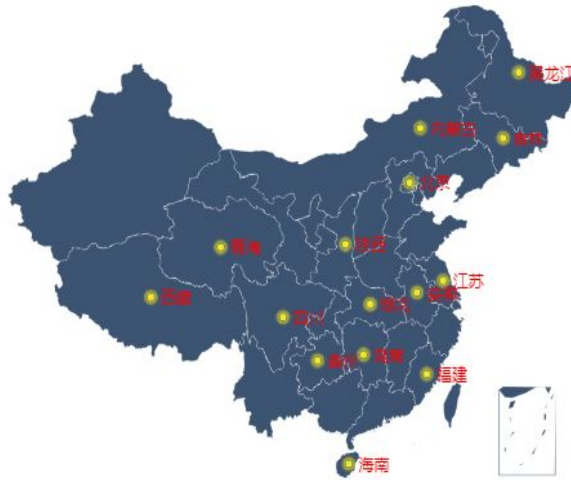 黑龙江
内蒙古
吉林
北京
陕西
青海
江苏
安徽
西藏
湖北
四川
湖南
贵州
福建
海南